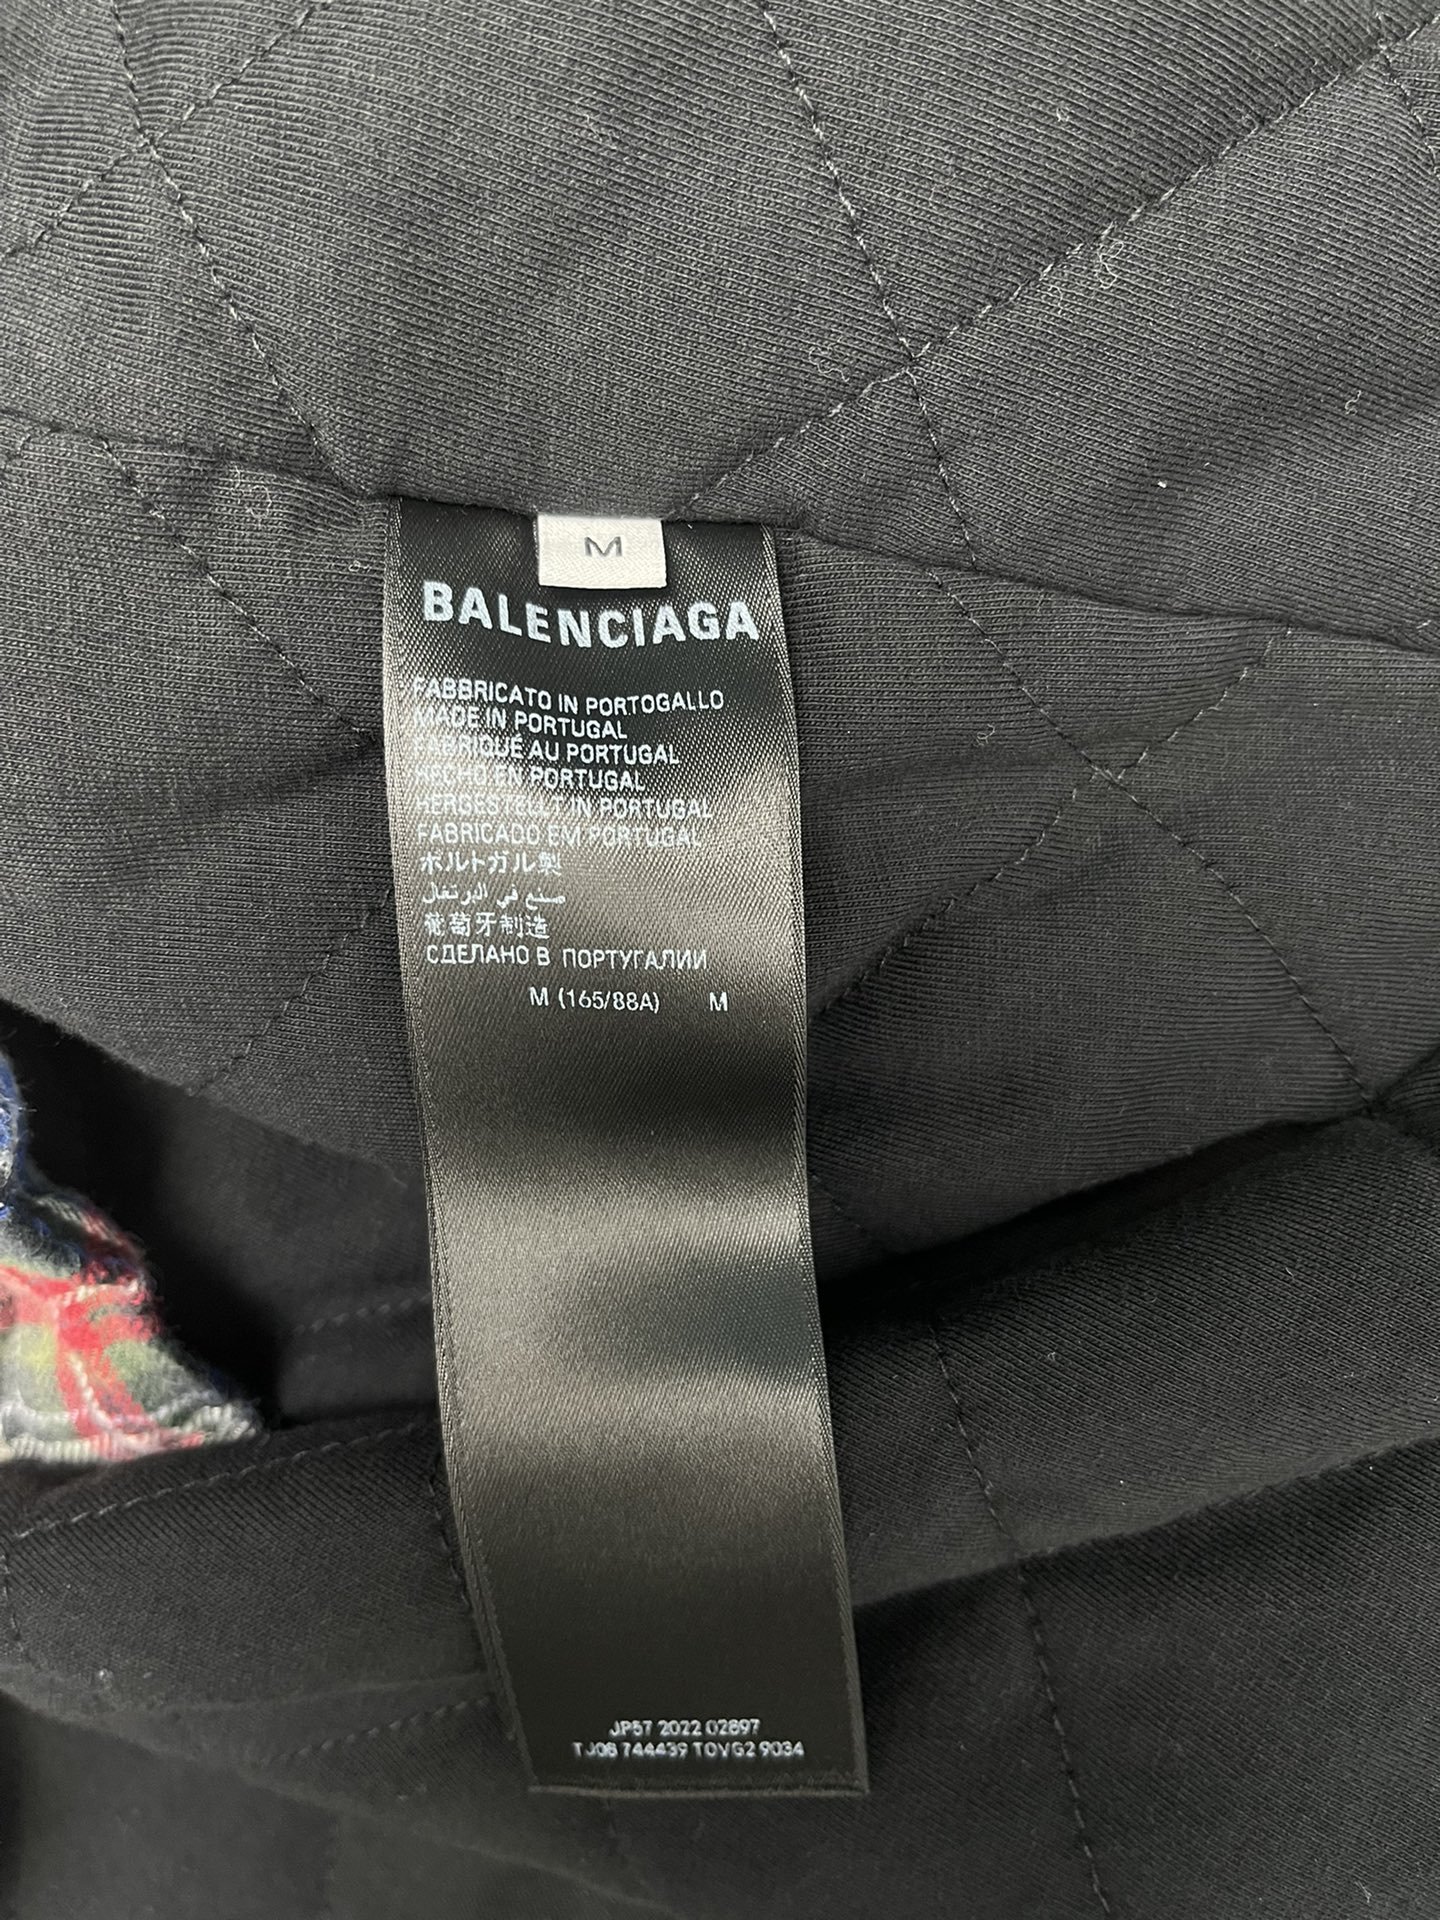 M
BALENCIAGA
FABBRICATO IN PORTOGALLO
MADE IN PORTUGAL
FABRIQUÉ AU PORTUGAL
HECHO EN PORTUGAL
HERGESTELLT IN PORTUGAL
FABRICADO EM PORTUGAL
ポルトガル製
صنع في البرتغال
葡萄牙制造
СДЕЛАНО В ПОРТУГАЛИИ
M (165/88A) M
JP57 2022 02897
TJ08 744439 TOVG2 9034